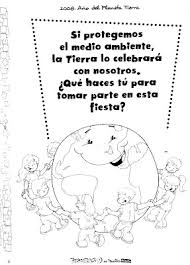 2008. Año del Planeta Tierra
Si protegemos
el medio ambiente,
la Tierra lo celebrará
con nosotros.
¿Qué haces tú para
tomar parte en esta
fiesta?